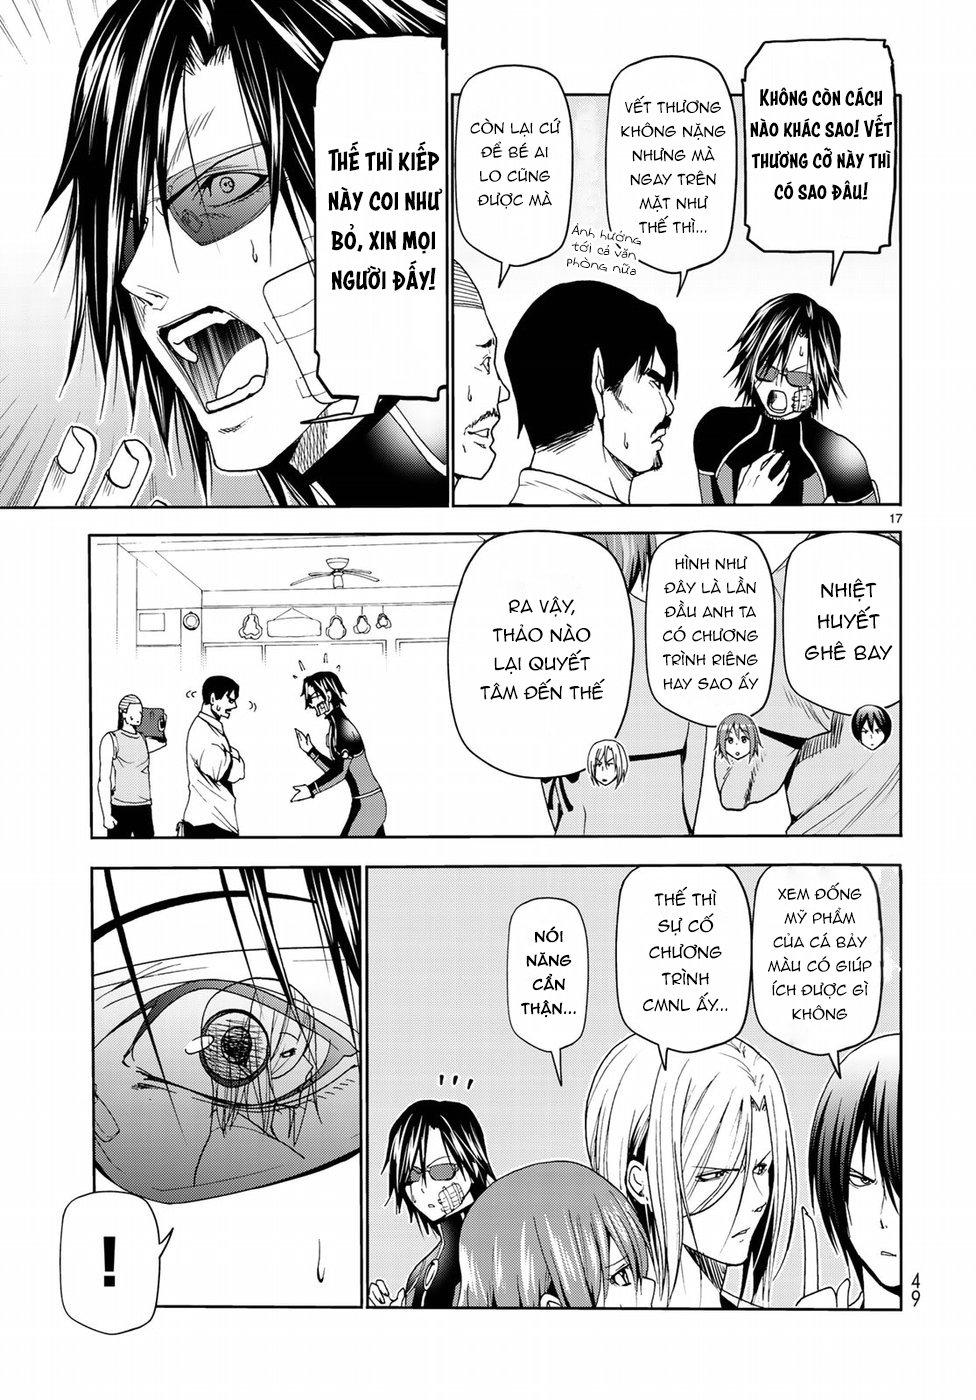 KHÔNG CÒN CÁCH
NÀO KHÁC SAO! VẾT
THƯƠNG CỠ NÀY THÌ
CÓ SAO ĐÂU!
VẾT THƯƠNG
KHÔNG NẶNG
NHƯNG MÀ
NGAY TRÊN
MẶT NHƯ
THẾ THÌ...
Ảnh hưởng
tới cả văn
phòng nữa
CÒN LẠI CỨ
ĐỂ BÉ AI
LO CŨNG
ĐƯỢC MÀ
THẾ THÌ KIẾP
NÀY COI NHƯ
BỎ, XIN MỌI
NGƯỜI ĐẤY!
17
NHIỆT
HUYẾT
GHÊ BAY
HÌNH NHƯ
ĐÂY LÀ LẦN
ĐẦU ANH TA
CÓ CHƯƠNG
TRÌNH RIÊNG
HAY SAO ẤY
RA VẬY,
THẢO NÀO
LẠI QUYẾT
TÂM ĐẾN THẾ
XEM ĐỐNG
MỸ PHẨM
CỦA CÁ BẢY
MÀU CÓ GIÚP
ÍCH ĐƯỢC GÌ
KHÔNG
THẾ THÌ
SỰ CỐ
CHƯƠNG
TRÌNH
CMNL ẤY...
NÓI
NĂNG
CẨN
THẬN...
!
49